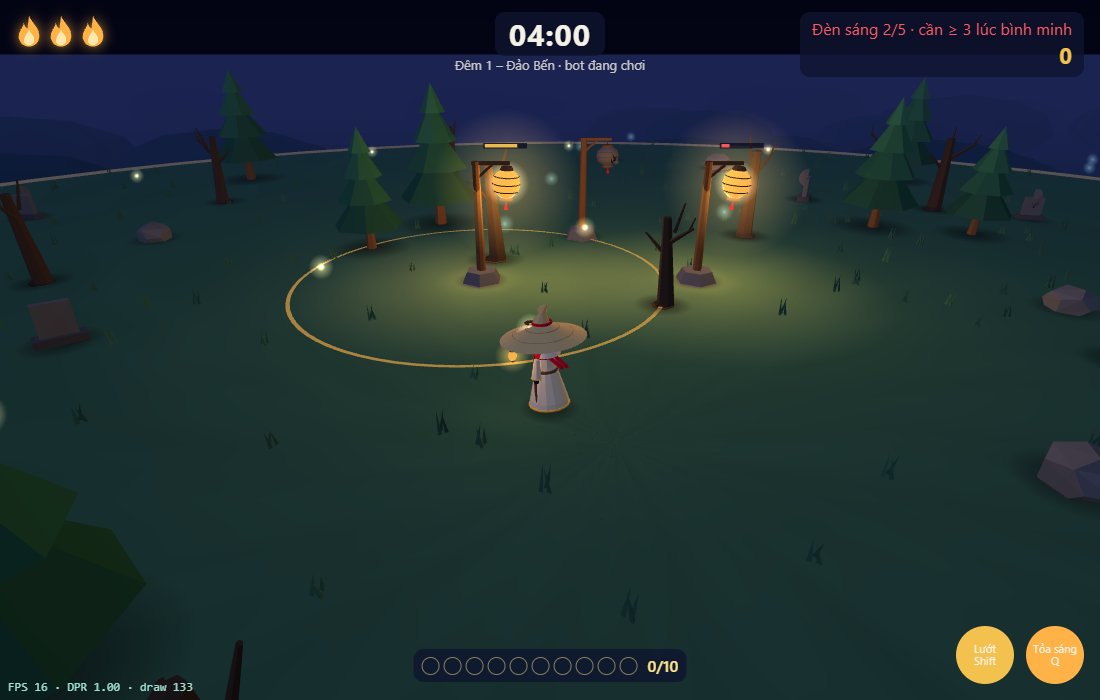 04:00
Đêm 1 – Đảo Bến · bot đang chơi
Đèn sáng 2/5 · cần ≥ 3 lúc bình minh
0
0/10
Lướt
Shift
Tỏa sáng
Q
FPS 16 · DPR 1.00 · draw 133